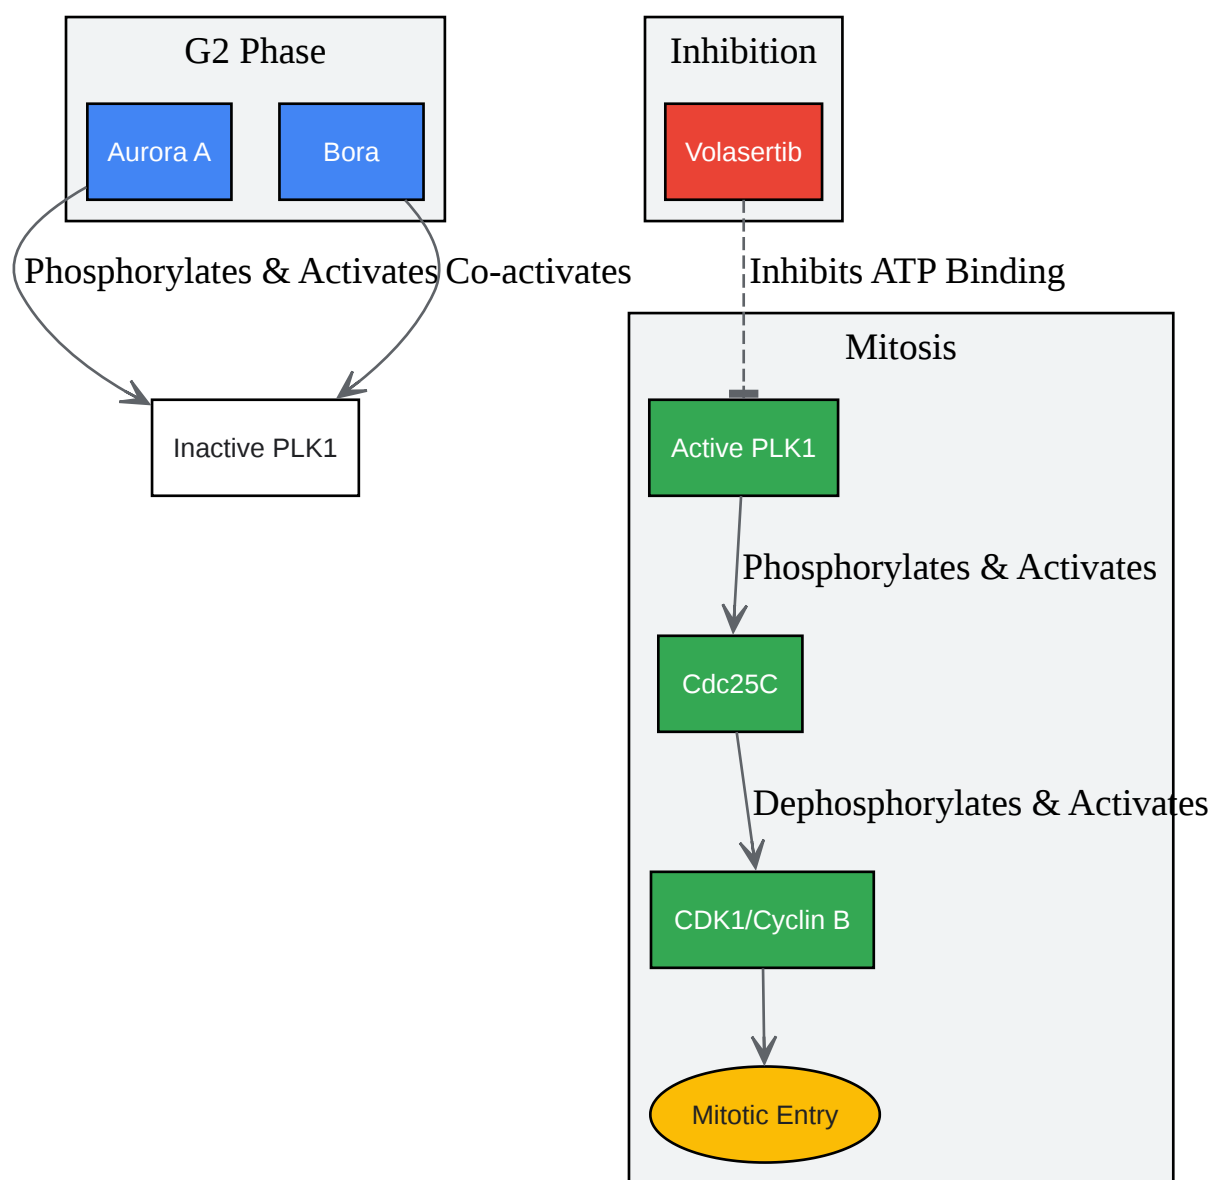 G2 Phase
Inhibition
Aurora A
Bora
Volasertib
Phosphorylates & Activates
Co-activates
Inhibits ATP Binding
Mitosis
Inactive PLK1
Active PLK1
Phosphorylates & Activates
Cdc25C
Dephosphorylates & Activates
CDK1/Cyclin B
Mitotic Entry